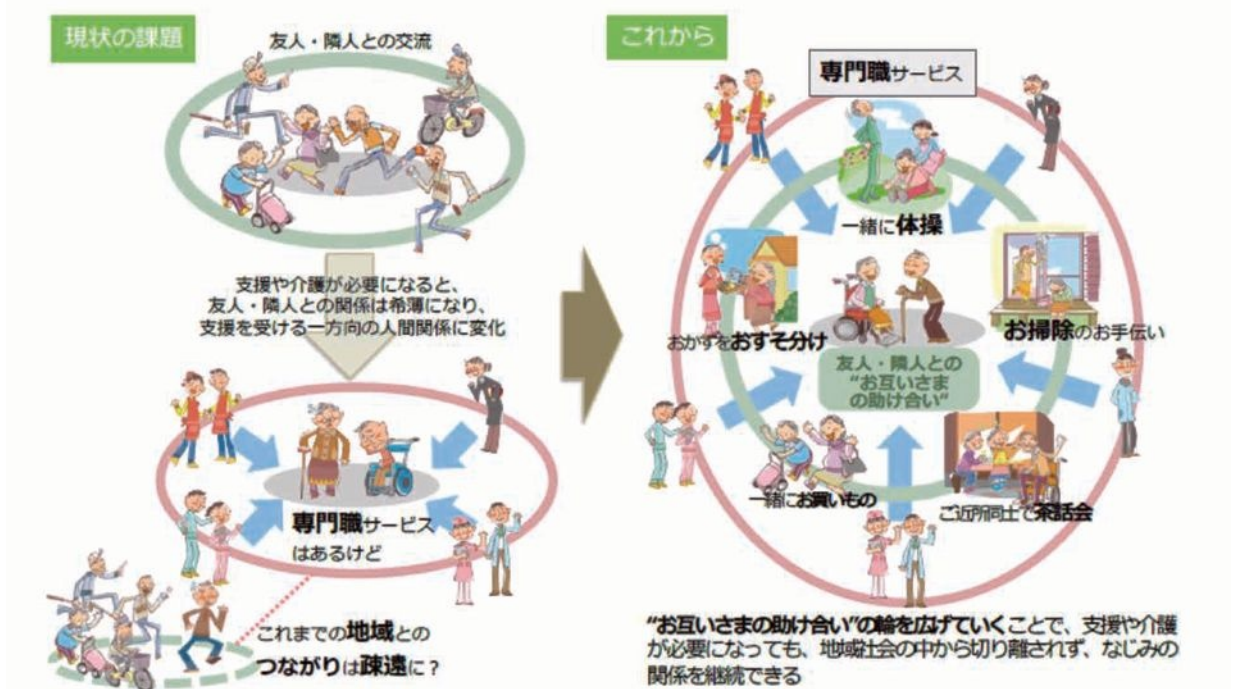 現状の課題
友人・隣人との交流
支援や介護が必要になると、
友人・隣人との関係は希薄になり、
支援を受ける一方向の人間関係に変化
専門職サービス
はあるけど
これまでの地域との
つながりは疎遠に？
これから
専門職サービス
一緒に体操
おかずをおすそ分け
お掃除のお手伝い
友人・隣人との
“お互いさま
の助け合い”
一緒にお買いもの
ご近所同士で茶話会
“お互いさまの助け合い”の輪を広げていくことで、支援や介護
が必要になっても、地域社会の中から切り離されず、なじみの
関係を継続できる